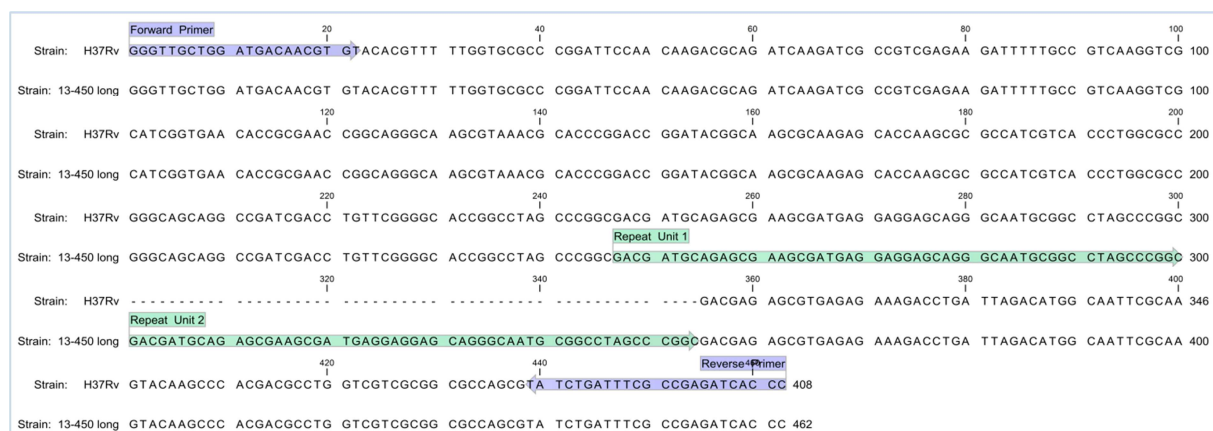 Forward Primer
20 40 60 80 100
Strain: H37Rv GGGTTGCTGG ATGACAACGT GTACACGTTT TTGGTGCGCC CGGATTCCAA CAAGACGCAG ATCAAGATCG CCGTCGAGAA GATTTTTGCC GTCAAGGTCG 100
Strain: 13-450 long GGGTTGCTGG ATGACAACGT GTACACGTTT TTGGTGCGCC CGGATTCCAA CAAGACGCAG ATCAAGATCG CCGTCGAGAA GATTTTTGCC GTCAAGGTCG 100
120 140 160 180 200
Strain: H37Rv CATCGGTGAA CACCGCGAAC CGGCAGGGCA AGCGTAAACG CACCCGGACC GGATACGGCA AGCGCAAGAG CACCAAGCGC GCCATCGTCA CCCTGGCGCC 200
Strain: 13-450 long CATCGGTGAA CACCGCGAAC CGGCAGGGCA AGCGTAAACG CACCCGGACC GGATACGGCA AGCGCAAGAG CACCAAGCGC GCCATCGTCA CCCTGGCGCC 200
220 240 260 280 300
Strain: H37Rv GGGCAGCAGG CCGATCGACC TGTTCGGGGC ACCGGCCTAG CCCGGCGACG ATGCAGAGCG AAGCGATGAG GAGGAGCAGG GCAATGCGGC CTAGCCCGGC 300
Repeat Unit 1
Strain: 13-450 long GGGCAGCAGG CCGATCGACC TGTTCGGGGC ACCGGCCTAG CCCGGCGACG ATGCAGAGCG AAGCGATGAG GAGGAGCAGG GCAATGCGGC CTAGCCCGGC 300
320 340 360 380 400
Strain: H37Rv - - - - - - - - - - - - - - - - - - - - - - - - - - - - - - - - - - - - - - - - - - - - - - - - - - - - - - GACGAG AGCGTGAGAG AAAGACCTGA TTAGACATGG CAATTCGCAA 346
Repeat Unit 2
Strain: 13-450 long GACGATGCAG AGCGAAGCGA TGAGGAGGAG CAGGGCAATG CGGCCTAGCC CGGCGACGAG AGCGTGAGAG AAAGACCTGA TTAGACATGG CAATTCGCAA 400
420 440 460 Reverse Primer
Strain: H37Rv GTACAAGCCC ACGACGCCTG GTCGTCGCGG CGCCAGCGTA TCTGATTTCG CCGAGATCAC CC 408
Strain: 13-450 long GTACAAGCCC ACGACGCCTG GTCGTCGCGG CGCCAGCGTA TCTGATTTCG CCGAGATCAC CC 462